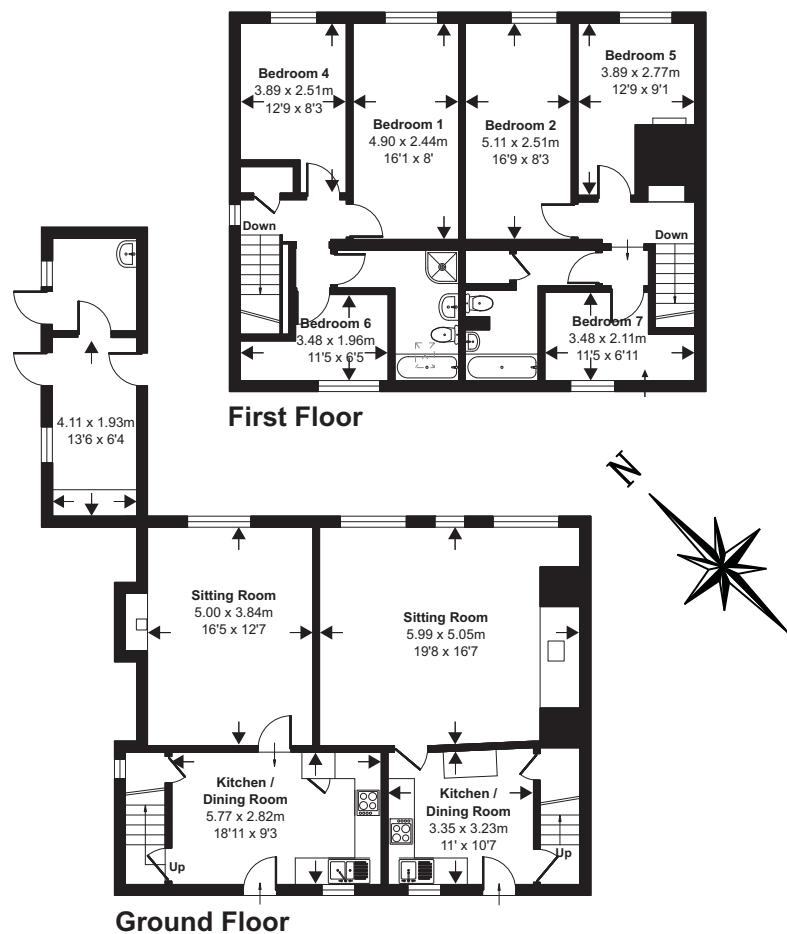 Bedroom 4
3.89 x 2.51m
12'9 x 8'3
Bedroom 1
4.90 x 2.44m
16'1 x 8'
Bedroom 2
5.11 x 2.51m
16'9 x 8'3
Bedroom 5
3.89 x 2.77m
12'9 x 9'1
Down
Down
Bedroom 6
3.48 x 1.96m
11'5 x 6'5
Bedroom 7
3.48 x 2.11m
11'5 x 6'11
First Floor
4.11 x 1.93m
13'6 x 6'4
N
Sitting Room
5.00 x 3.84m
16'5 x 12'7
Sitting Room
5.99 x 5.05m
19'8 x 16'7
Kitchen /
Dining Room
5.77 x 2.82m
18'11 x 9'3
Kitchen /
Dining Room
3.35 x 3.23m
11' x 10'7
Up
Up
Ground Floor